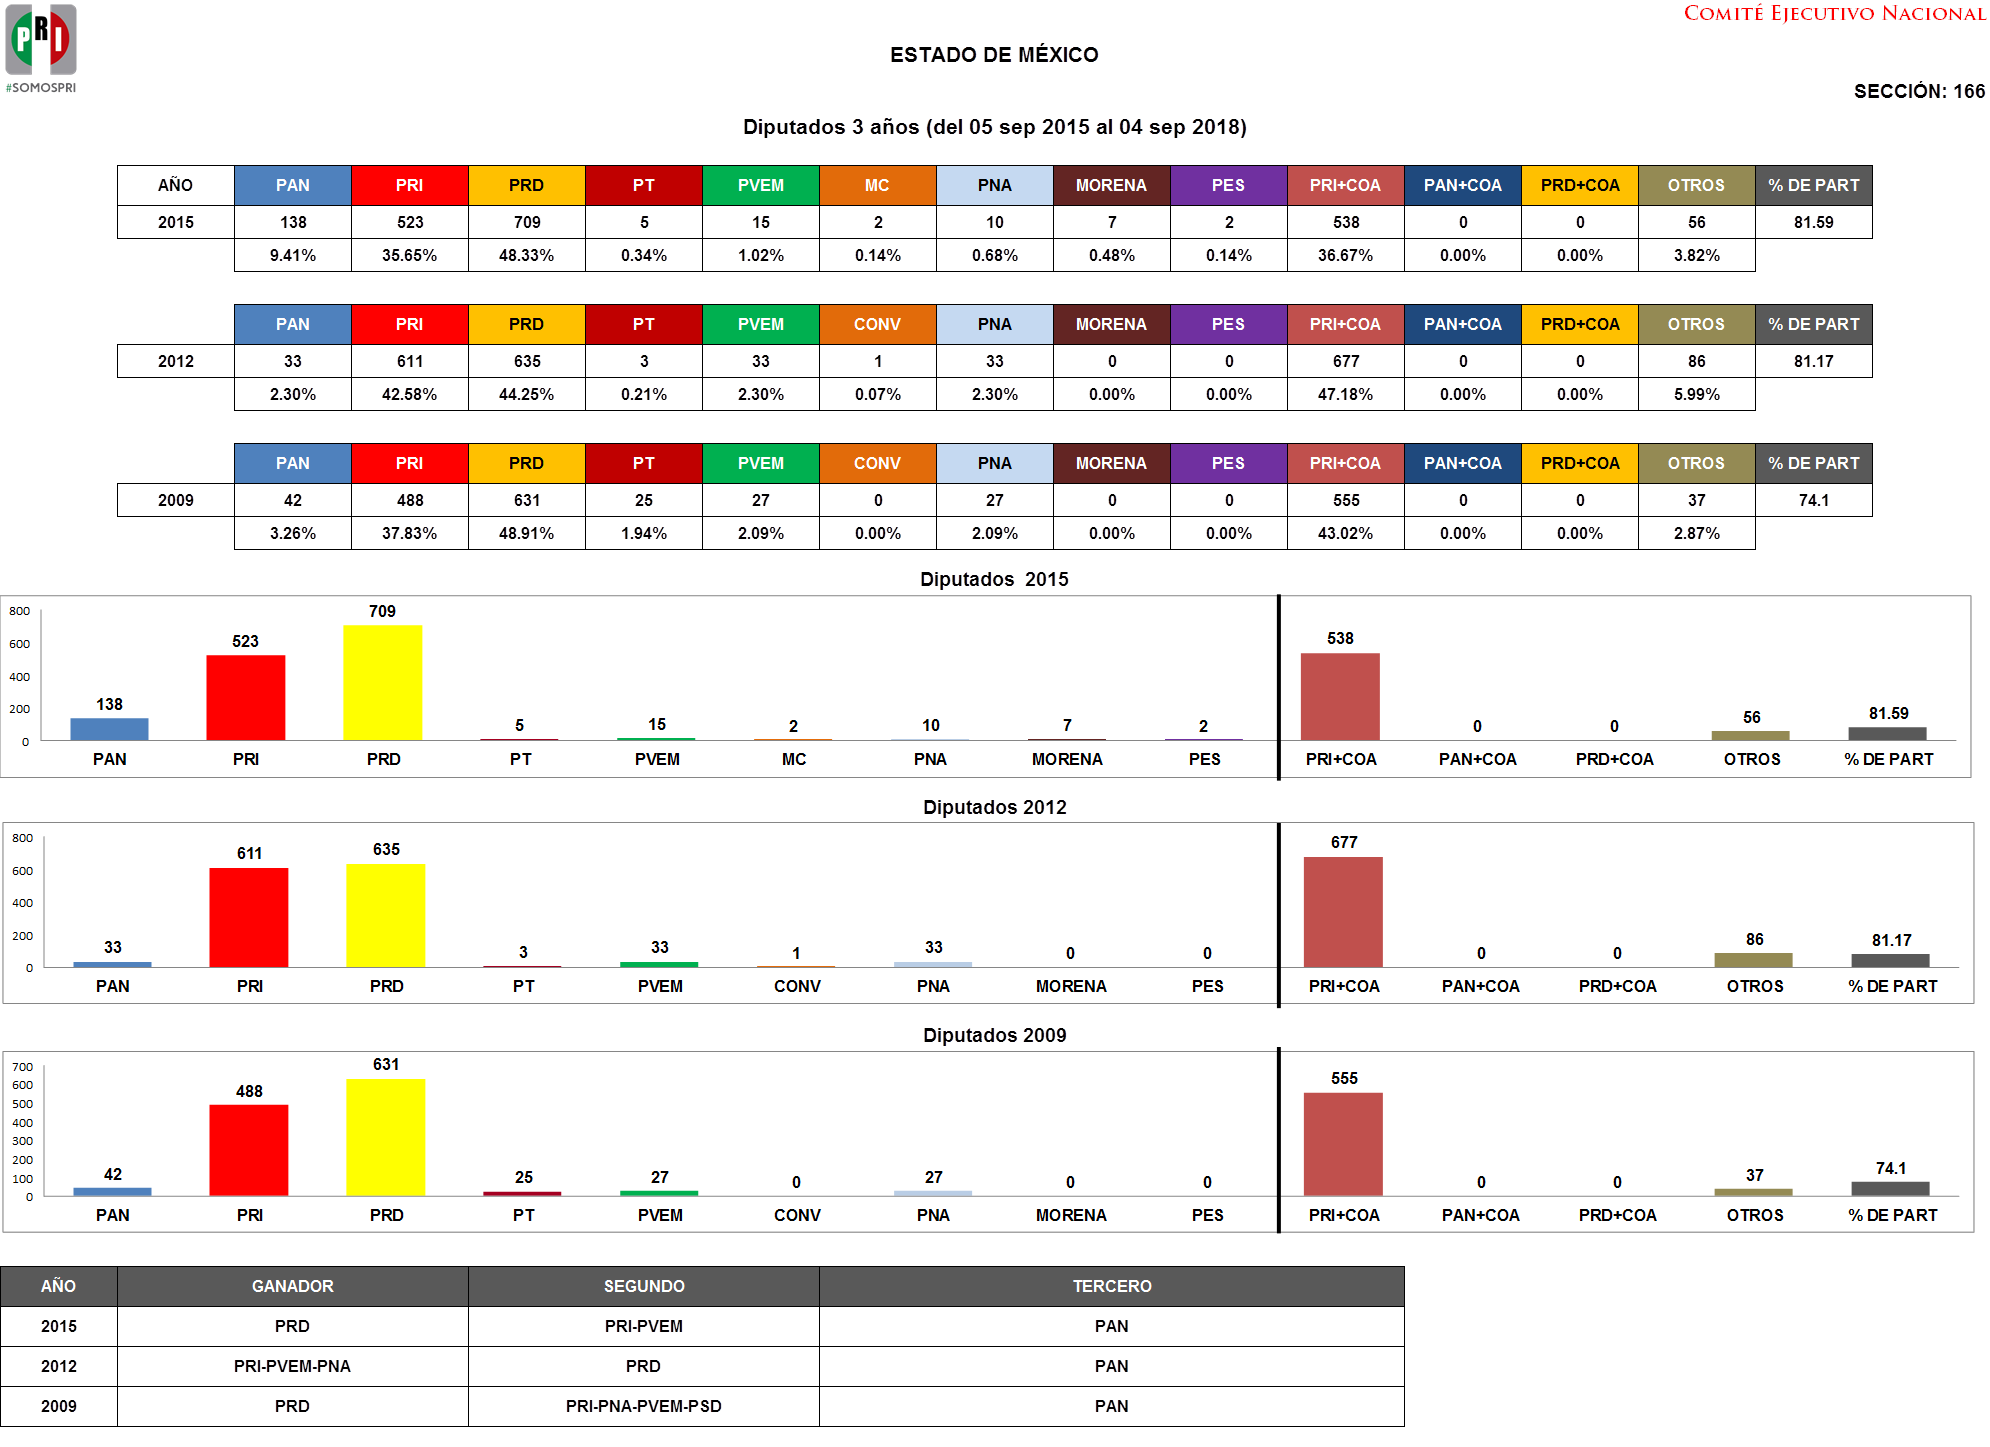 PRI
#SOMOSPRI
COMITÉ EJECUTIVO NACIONAL
ESTADO DE MÉXICO
SECCIÓN: 166
Diputados 3 años (del 05 sep 2015 al 04 sep 2018)
AÑO PAN PRI PRD PT PVEM MC PNA MORENA PES PRI+COA PAN+COA PRD+COA OTROS % DE PART
2015 138 523 709 5 15 2 10 7 2 538 0 0 56 81.59
9.41% 35.65% 48.33% 0.34% 1.02% 0.14% 0.68% 0.48% 0.14% 36.67% 0.00% 0.00% 3.82%
PAN PRI PRD PT PVEM CONV PNA MORENA PES PRI+COA PAN+COA PRD+COA OTROS % DE PART
2012 33 611 635 3 33 1 33 0 0 677 0 0 86 81.17
2.30% 42.58% 44.25% 0.21% 2.30% 0.07% 2.30% 0.00% 0.00% 47.18% 0.00% 0.00% 5.99%
PAN PRI PRD PT PVEM CONV PNA MORENA PES PRI+COA PAN+COA PRD+COA OTROS % DE PART
2009 42 488 631 25 27 0 27 0 0 555 0 0 37 74.1
3.26% 37.83% 48.91% 1.94% 2.09% 0.00% 2.09% 0.00% 0.00% 43.02% 0.00% 0.00% 2.87%
Diputados 2015
800
600
400
200
0
138 523 709 5 15 2 10 7 2 538 0 0 56 81.59
PAN PRI PRD PT PVEM MC PNA MORENA PES PRI+COA PAN+COA PRD+COA OTROS % DE PART
Diputados 2012
800
600
400
200
0
33 611 635 3 33 1 33 0 0 677 0 0 86 81.17
PAN PRI PRD PT PVEM CONV PNA MORENA PES PRI+COA PAN+COA PRD+COA OTROS % DE PART
Diputados 2009
700
600
500
400
300
200
100
0
42 488 631 25 27 0 27 0 0 555 0 0 37 74.1
PAN PRI PRD PT PVEM CONV PNA MORENA PES PRI+COA PAN+COA PRD+COA OTROS % DE PART
AÑO GANADOR SEGUNDO TERCERO
2015 PRD PRI-PVEM PAN
2012 PRI-PVEM-PNA PRD PAN
2009 PRD PRI-PNA-PVEM-PSD PAN